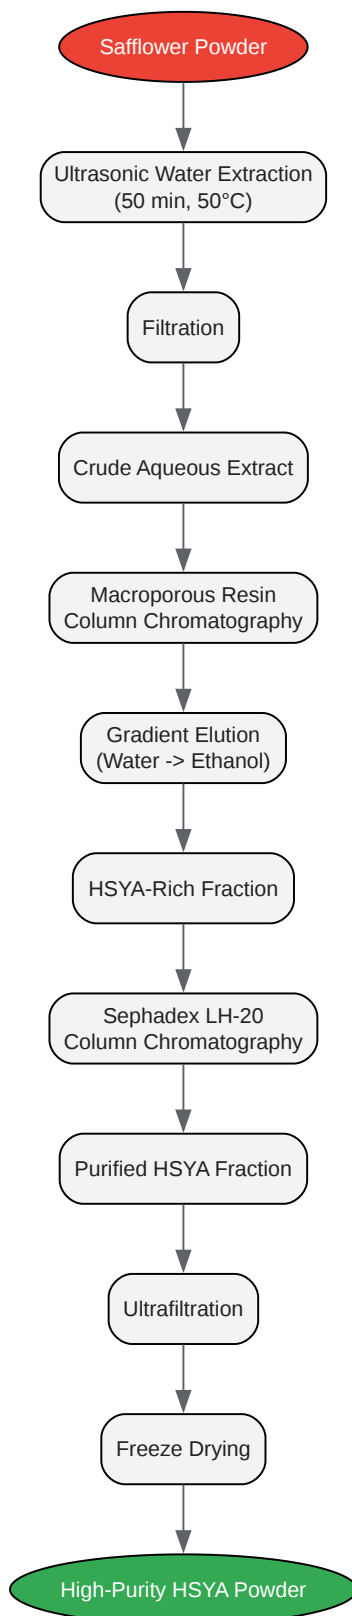 Safflower Powder
Ultrasonic Water Extraction
(50 min, 50°C)
Filtration
Crude Aqueous Extract
Macroporous Resin
Column Chromatography
Gradient Elution
(Water -> Ethanol)
HSYA-Rich Fraction
Sephadex LH-20
Column Chromatography
Purified HSYA Fraction
Ultrafiltration
Freeze Drying
High-Purity HSYA Powder